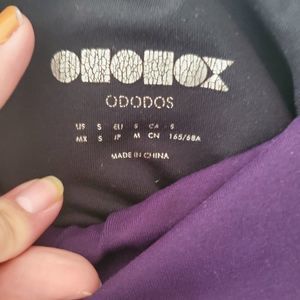 ODODOS
US S EU S CA S
MX S JP M CN 165/68A
MADE IN CHINA